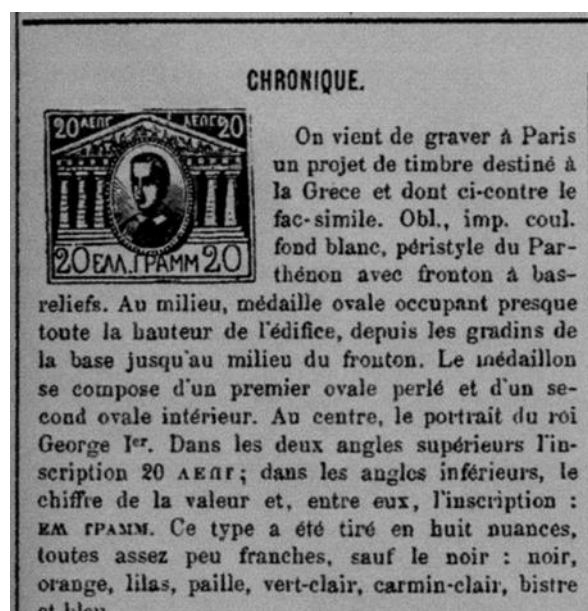 CHRONIQUE.
20 ΛΕΠΓ ΛΕΠΓ 20
20 ΕΛΛ.ΓΡΑΜΜ 20
On vient de graver à Paris
un projet de timbre destiné à
la Grèce et dont ci-contre le
fac-simile. Obl., imp. coul.
fond blanc, péristyle du Par-
thénon avec fronton à bas-
reliefs. Au milieu, médaille ovale occupant presque
toute la hauteur de l'édifice, depuis les gradins de
la base jusqu'au milieu du fronton. Le médaillon
se compose d'un premier ovale perlé et d'un se-
cond ovale intérieur. Au centre, le portrait du roi
George Ier. Dans les deux angles supérieurs l'in-
scription 20 ΛΕΠΓ; dans les angles inférieurs, le
chiffre de la valeur et, entre eux, l'inscription :
ΕΜ ΓΡΑΜΜ. Ce type a été tiré en huit nuances,
toutes assez peu franches, sauf le noir : noir,
orange, lilas, paille, vert-clair, carmin-clair, bistre
et bleu